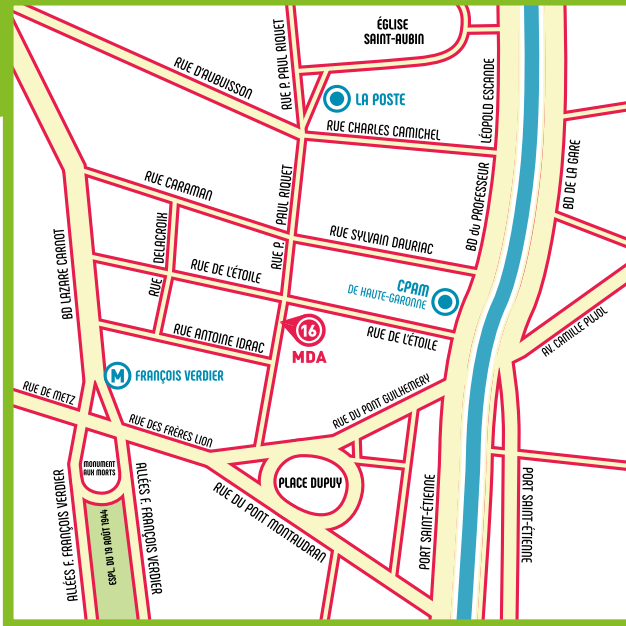 ÉGLISE
SAINT-AUBIN
RUE D'AUBUISSON
RUE P. PAUL RIQUET
LA POSTE
LÉOPOLD ESCANDE
RUE CHARLES CAMICHEL
BD DE LA GARE
RUE CARAMAN
PAUL RIQUET
BD du PROFESSEUR
DELACROIX
RUE SYLVAIN DAURIAC
RUE P.
BD LAZARE CARNOT
RUE DE L'ÉTOILE
RUE
CPAM
DE HAUTE-GARONNE
RUE ANTOINE IDRAC
16
MDA
RUE DE L'ÉTOILE
AV. CAMILLE PUJOL
M FRANÇOIS VERDIER
RUE DE METZ
RUE DU PONT GUILHEMERY
RUE DES FRÈRES LION
MONUMENT
AUX MORTS
PLACE DUPUY
ALLÉES F. FRANÇOIS VERDIER
ALLÉES F. FRANÇOIS VERDIER
RUE DU PONT MONTAUDRAN
PORT SAINT-ÉTIENNE
PORT SAINT-ÉTIENNE
ESPL. DU 19 AOÛT 1944